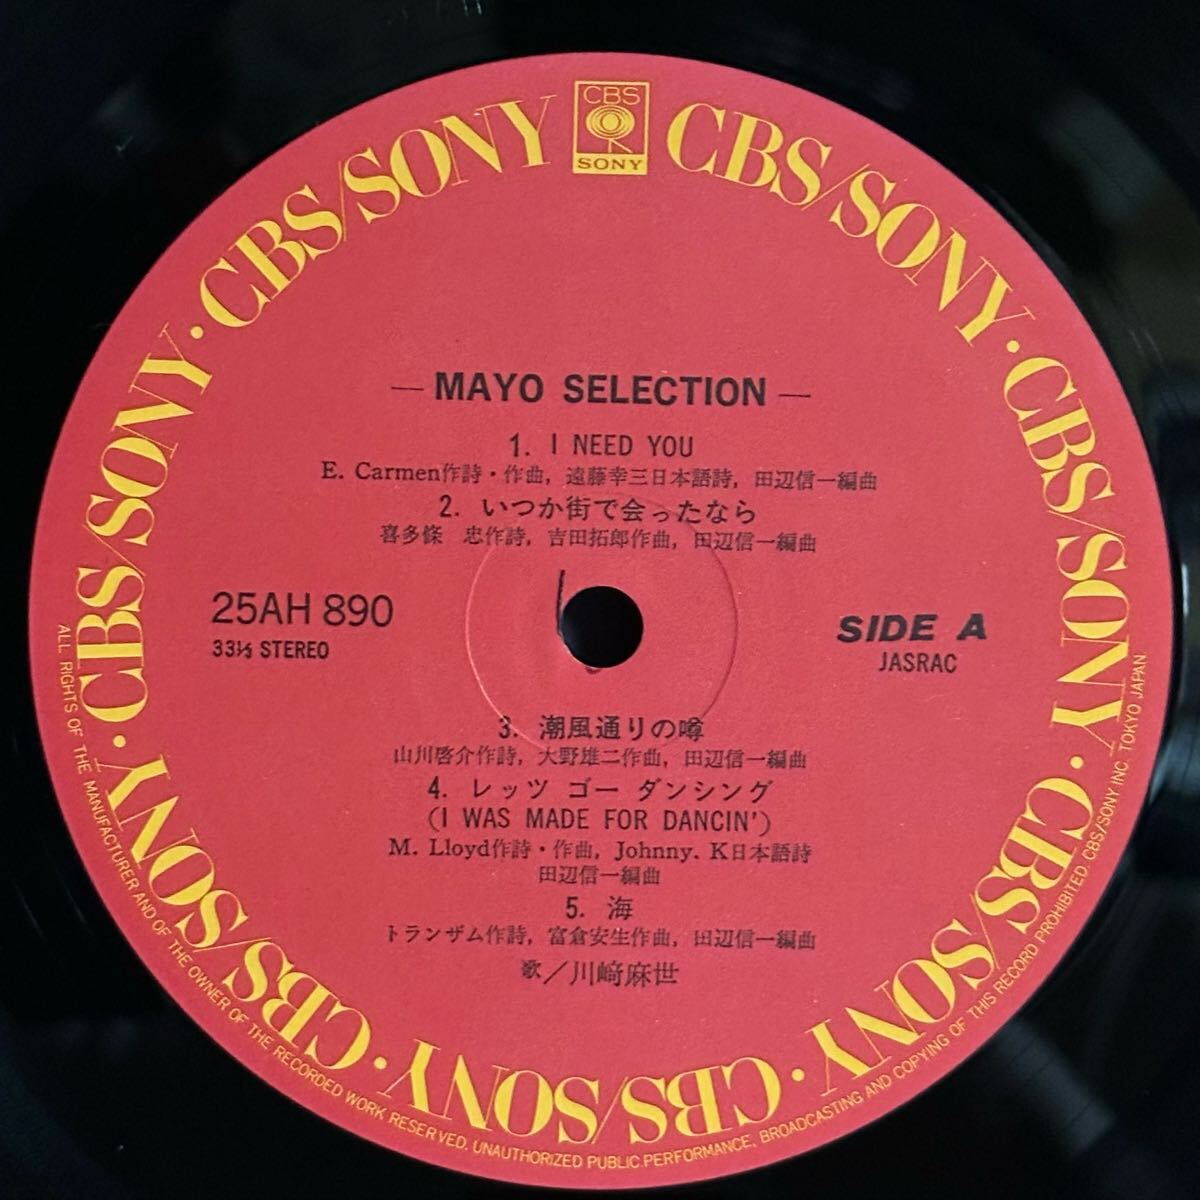 CBS
SONY
CBS/SONY · CBS/SONY · CBS/SONY · CBS/SONY · CBS/SONY · CBS/SONY · CBS/SONY · CBS/SONY
— MAYO SELECTION —
1. I NEED YOU
E. Carmen作詩・作曲, 遠藤幸三日本語詩, 田辺信一編曲
2. いつか街で会ったなら
喜多條 忠作詩, 吉田拓郎作曲, 田辺信一編曲
25AH 890
33⅓ STEREO
SIDE A
JASRAC
3. 潮風通りの噂
山川啓介作詩, 大野雄二作曲, 田辺信一編曲
4. レッツ ゴー ダンシング
(I WAS MADE FOR DANCIN')
M. Lloyd作詩・作曲, Johnny. K日本語詩
田辺信一編曲
5. 海
トランザム作詩, 富倉安生作曲, 田辺信一編曲
歌／川﨑麻世
ALL RIGHTS OF THE MANUFACTURER AND OF THE OWNER OF THE RECORDED WORK RESERVED. UNAUTHORIZED PUBLIC PERFORMANCE, BROADCASTING AND COPYING OF THIS RECORD PROHIBITED. CBS/SONY INC. TOKYO JAPAN.